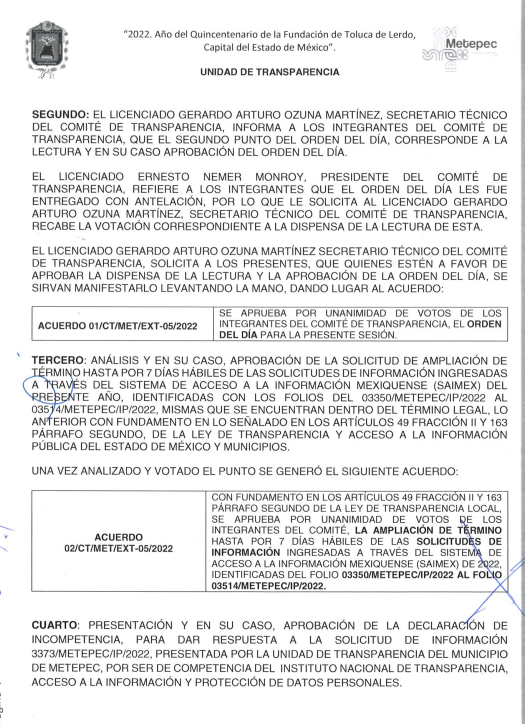 "2022. Año del Quincentenario de la Fundación de Toluca de Lerdo,
Capital del Estado de México".
Metepec
UNIDAD DE TRANSPARENCIA
SEGUNDO: EL LICENCIADO GERARDO ARTURO OZUNA MARTÍNEZ, SECRETARIO TÉCNICO
DEL COMITÉ DE TRANSPARENCIA, INFORMA A LOS INTEGRANTES DEL COMITÉ DE
TRANSPARENCIA, QUE EL SEGUNDO PUNTO DEL ORDEN DEL DÍA, CORRESPONDE A LA
LECTURA Y EN SU CASO APROBACIÓN DEL ORDEN DEL DÍA.
EL LICENCIADO ERNESTO NEMER MONROY, PRESIDENTE DEL COMITÉ DE
TRANSPARENCIA, REFIERE A LOS INTEGRANTES QUE EL ORDEN DEL DÍA LES FUE
ENTREGADO CON ANTELACIÓN, POR LO QUE LE SOLICITA AL LICENCIADO GERARDO
ARTURO OZUNA MARTÍNEZ, SECRETARIO TÉCNICO DEL COMITÉ DE TRANSPARENCIA,
RECABE LA VOTACIÓN CORRESPONDIENTE A LA DISPENSA DE LA LECTURA DE ESTA.
EL LICENCIADO GERARDO ARTURO OZUNA MARTÍNEZ SECRETARIO TÉCNICO DEL COMITÉ
DE TRANSPARENCIA, SOLICITA A LOS PRESENTES, QUE QUIENES ESTÉN A FAVOR DE
APROBAR LA DISPENSA DE LA LECTURA Y LA APROBACIÓN DE LA ORDEN DEL DÍA, SE
SIRVAN MANIFESTARLO LEVANTANDO LA MANO, DANDO LUGAR AL ACUERDO:
ACUERDO 01/CT/MET/EXT-05/2022
SE APRUEBA POR UNANIMIDAD DE VOTOS DE LOS
INTEGRANTES DEL COMITÉ DE TRANSPARENCIA, EL ORDEN
DEL DÍA PARA LA PRESENTE SESIÓN.
TERCERO: ANÁLISIS Y EN SU CASO, APROBACIÓN DE LA SOLICITUD DE AMPLIACIÓN DE
TÉRMINO HASTA POR 7 DÍAS HÁBILES DE LAS SOLICITUDES DE INFORMACIÓN INGRESADAS
A TRAVÉS DEL SISTEMA DE ACCESO A LA INFORMACIÓN MEXIQUENSE (SAIMEX) DEL
PRESENTE AÑO, IDENTIFICADAS CON LOS FOLIOS DEL 03350/METEPEC/IP/2022 AL
03514/METEPEC/IP/2022, MISMAS QUE SE ENCUENTRAN DENTRO DEL TÉRMINO LEGAL, LO
ANTERIOR CON FUNDAMENTO EN LO SEÑALADO EN LOS ARTÍCULOS 49 FRACCIÓN II Y 163
PÁRRAFO SEGUNDO, DE LA LEY DE TRANSPARENCIA Y ACCESO A LA INFORMACIÓN
PÚBLICA DEL ESTADO DE MÉXICO Y MUNICIPIOS.
UNA VEZ ANALIZADO Y VOTADO EL PUNTO SE GENERÓ EL SIGUIENTE ACUERDO:
ACUERDO
02/CT/MET/EXT-05/2022
CON FUNDAMENTO EN LOS ARTÍCULOS 49 FRACCIÓN II Y 163
PÁRRAFO SEGUNDO DE LA LEY DE TRANSPARENCIA LOCAL,
SE APRUEBA POR UNANIMIDAD DE VOTOS DE LOS
INTEGRANTES DEL COMITÉ, LA AMPLIACIÓN DE TÉRMINO
HASTA POR 7 DÍAS HÁBILES DE LAS SOLICITUDES DE
INFORMACIÓN INGRESADAS A TRAVÉS DEL SISTEMA DE
ACCESO A LA INFORMACIÓN MEXIQUENSE (SAIMEX) DE 2022,
IDENTIFICADAS DEL FOLIO 03350/METEPEC/IP/2022 AL FOLIO
03514/METEPEC/IP/2022.
CUARTO: PRESENTACIÓN Y EN SU CASO, APROBACIÓN DE LA DECLARACIÓN DE
INCOMPETENCIA, PARA DAR RESPUESTA A LA SOLICITUD DE INFORMACIÓN
3373/METEPEC/IP/2022, PRESENTADA POR LA UNIDAD DE TRANSPARENCIA DEL MUNICIPIO
DE METEPEC, POR SER DE COMPETENCIA DEL INSTITUTO NACIONAL DE TRANSPARENCIA,
ACCESO A LA INFORMACIÓN Y PROTECCIÓN DE DATOS PERSONALES.